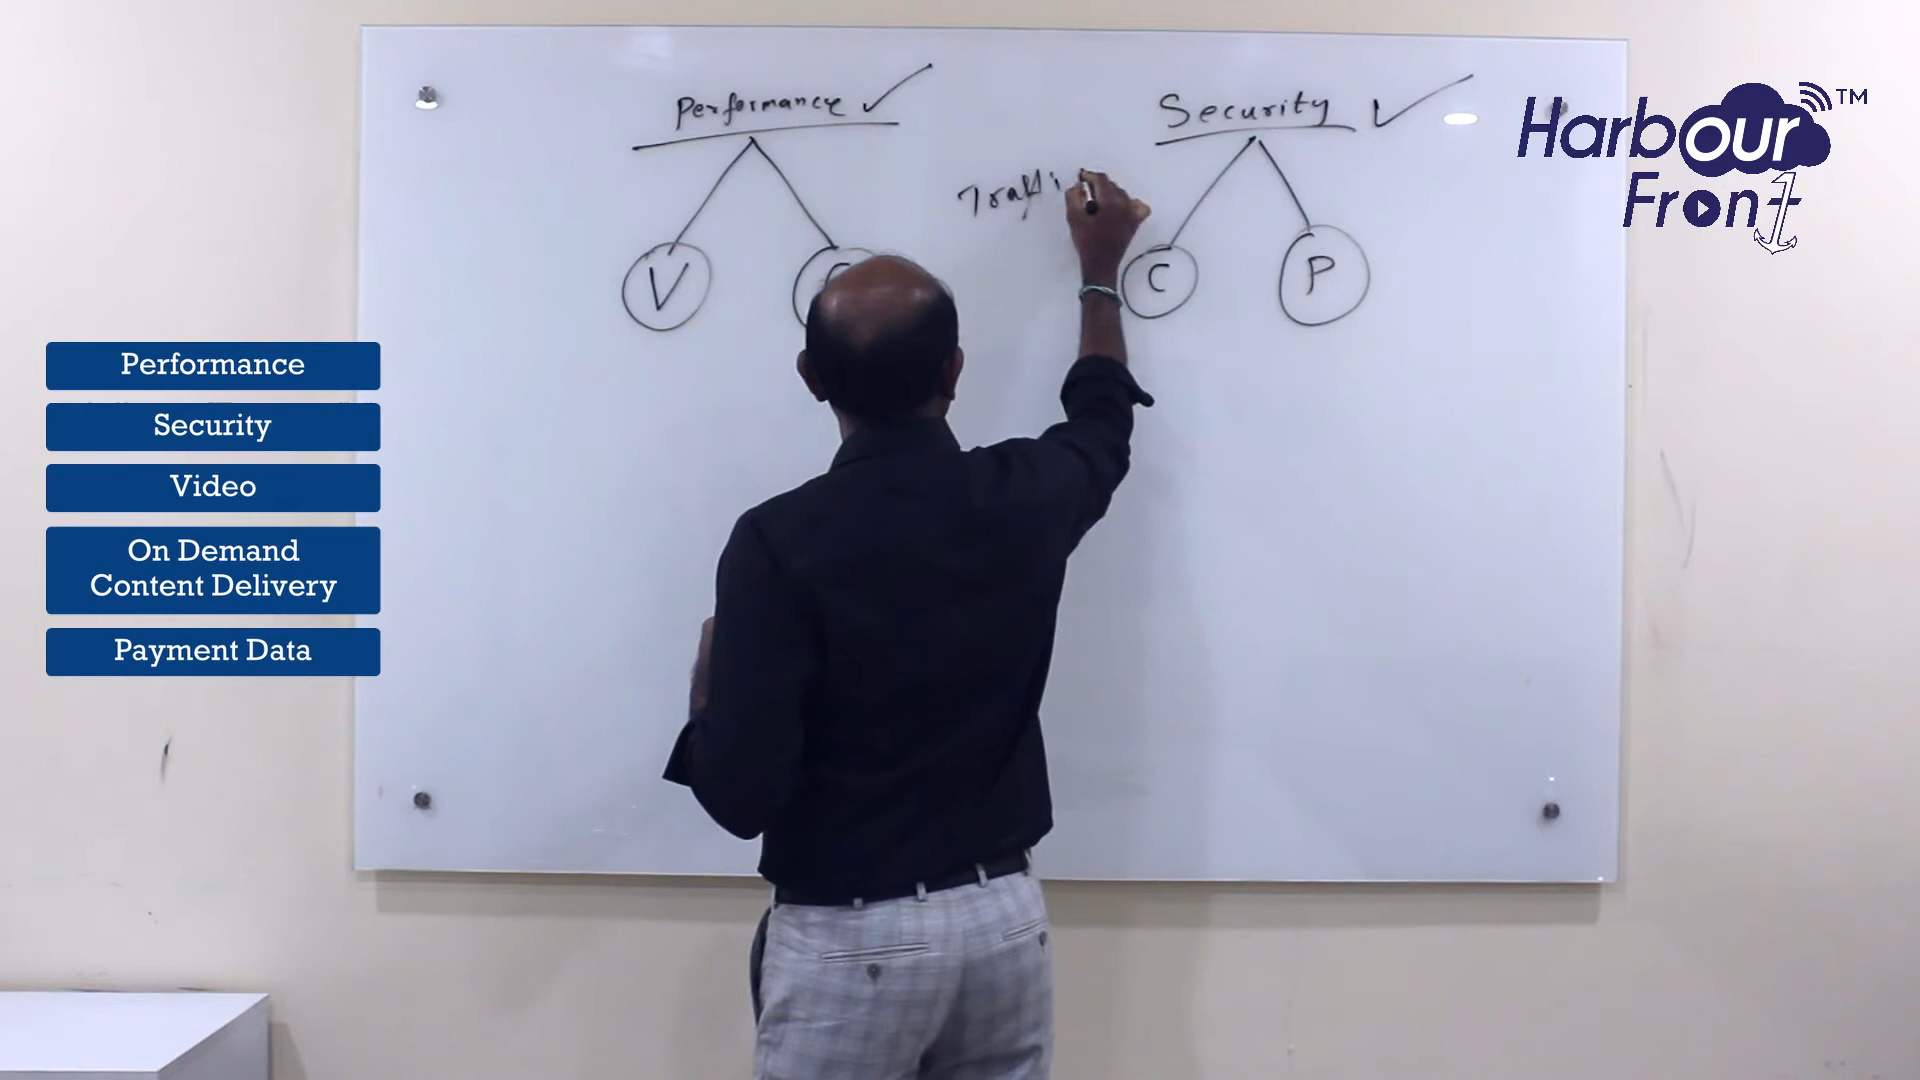 Performance
Security
V
C
P
Performance
Security
Video
On Demand
Content Delivery
Payment Data
Harbour
Front
TM